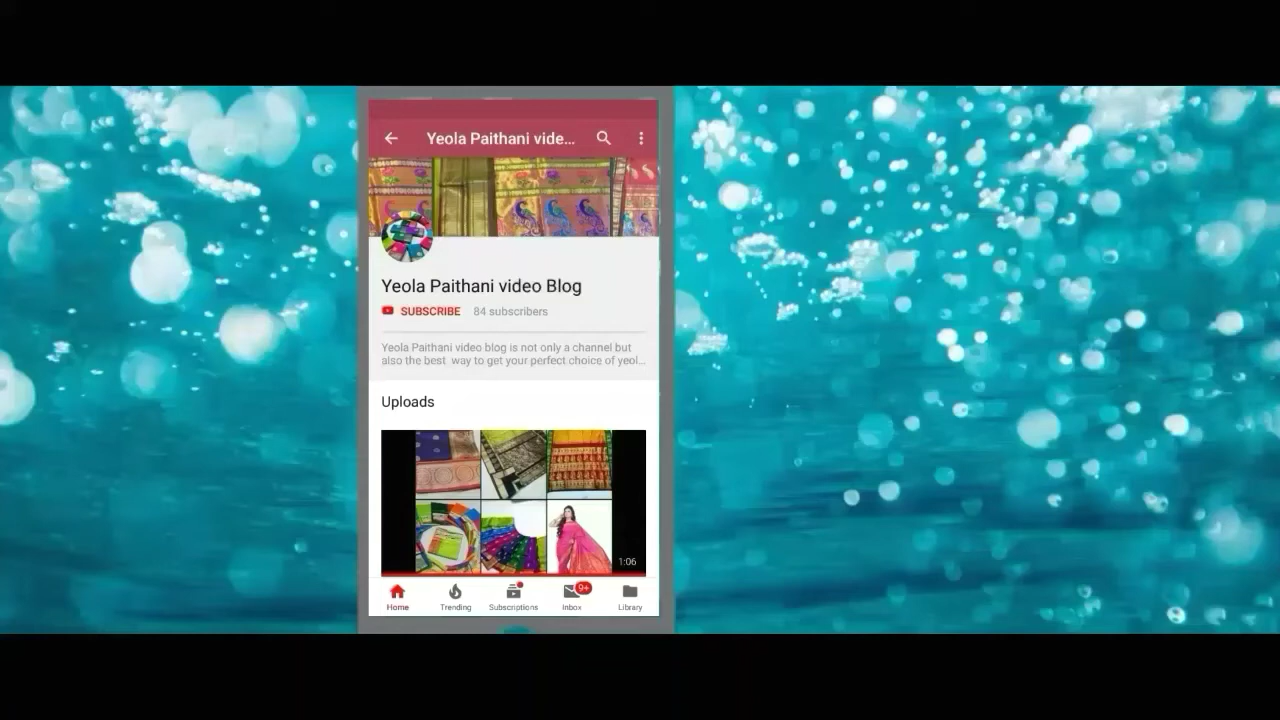 Yeola Paithani vide...
Yeola Paithani video Blog
SUBSCRIBE 84 subscribers
Yeola Paithani video blog is not only a channel but
also the best way to get your perfect choice of yeol...
Uploads
1:06
9+
Home Trending Subscriptions Inbox Library